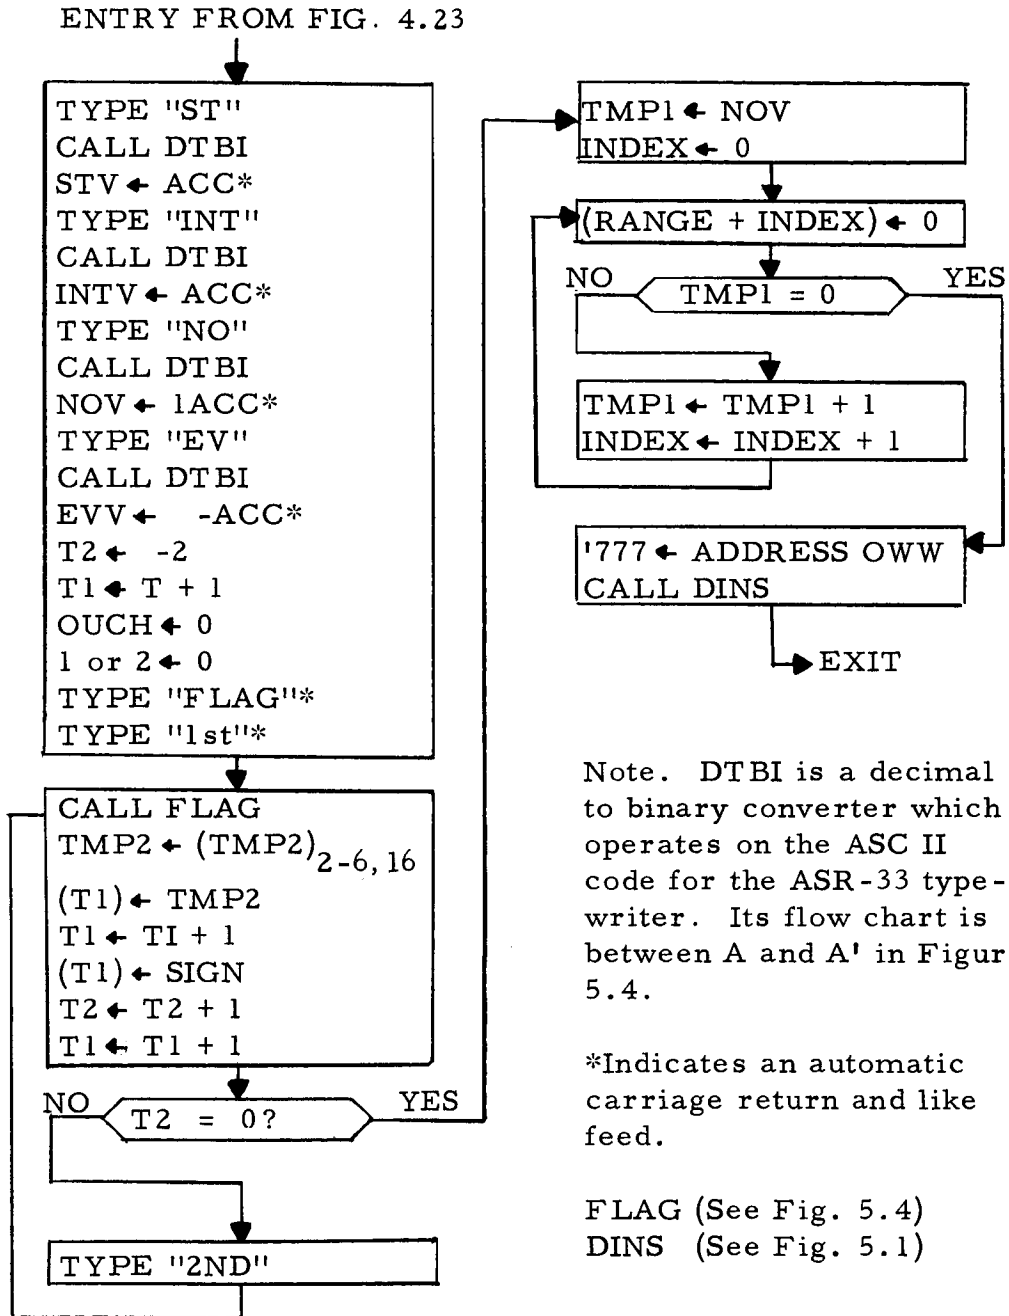 ENTRY FROM FIG. 4.23
TYPE "ST"
CALL DTBI
STV ← ACC*
TYPE "INT"
CALL DTBI
INTV ← ACC*
TYPE "NO"
CALL DTBI
NOV ← 1ACC*
TYPE "EV"
CALL DTBI
EVV ← -ACC*
T2 ← -2
T1 ← T + 1
OUCH ← 0
1 or 2 ← 0
TYPE "FLAG"*
TYPE "1st"*
CALL FLAG
TMP2 ← (TMP2)2-6, 16
(T1) ← TMP2
T1 ← TI + 1
(T1) ← SIGN
T2 ← T2 + 1
T1 ← T1 + 1
NO
T2 = 0?
YES
TYPE "2ND"
TMP1 ← NOV
INDEX ← 0
(RANGE + INDEX) ← 0
NO
TMP1 = 0
YES
TMP1 ← TMP1 + 1
INDEX ← INDEX + 1
'777 ← ADDRESS OWW
CALL DINS
EXIT
Note. DTBI is a decimal
to binary converter which
operates on the ASC II
code for the ASR-33 type-
writer. Its flow chart is
between A and A' in Figur
5.4.
*Indicates an automatic
carriage return and like
feed.
FLAG (See Fig. 5.4)
DINS (See Fig. 5.1)